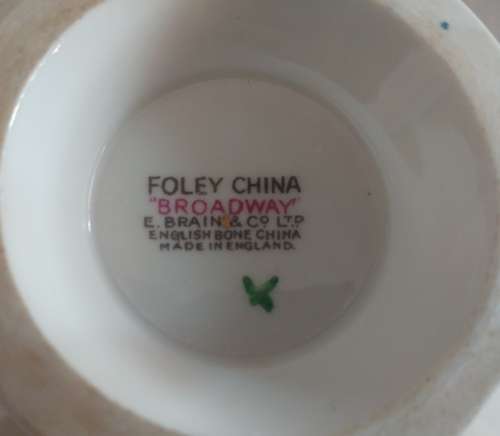 FOLEY CHINA
"BROADWAY"
E. BRAIN & Co. LTD
ENGLISH BONE CHINA
MADE IN ENGLAND.